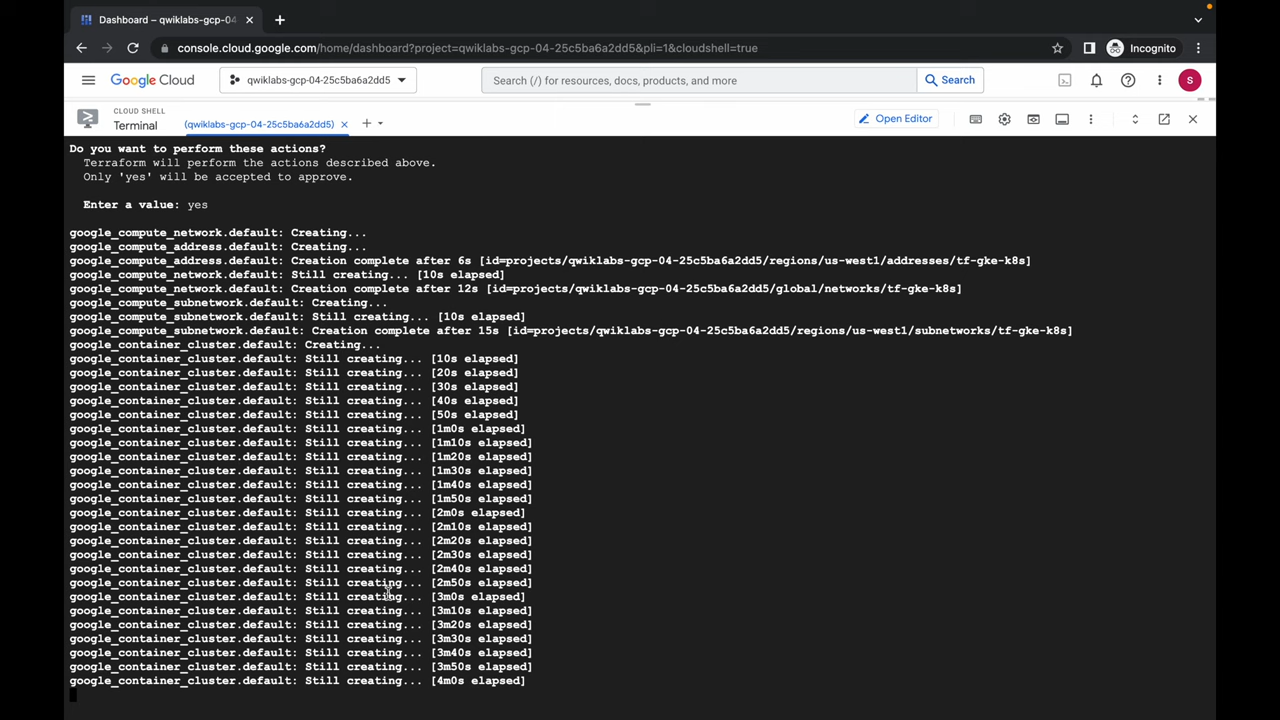 Dashboard – qwiklabs-gcp-04
console.cloud.google.com/home/dashboard?project=qwiklabs-gcp-04-25c5ba6a2dd5&pli=1&cloudshell=true
Incognito
Google Cloud
qwiklabs-gcp-04-25c5ba6a2dd5
Search (/) for resources, docs, products, and more
Search
S
CLOUD SHELL
Terminal
(qwiklabs-gcp-04-25c5ba6a2dd5)
Open Editor
Do you want to perform these actions?
Terraform will perform the actions described above.
Only 'yes' will be accepted to approve.
Enter a value: yes
google_compute_network.default: Creating...
google_compute_address.default: Creating...
google_compute_address.default: Creation complete after 6s [id=projects/qwiklabs-gcp-04-25c5ba6a2dd5/regions/us-west1/addresses/tf-gke-k8s]
google_compute_network.default: Still creating... [10s elapsed]
google_compute_network.default: Creation complete after 12s [id=projects/qwiklabs-gcp-04-25c5ba6a2dd5/global/networks/tf-gke-k8s]
google_compute_subnetwork.default: Creating...
google_compute_subnetwork.default: Still creating... [10s elapsed]
google_compute_subnetwork.default: Creation complete after 15s [id=projects/qwiklabs-gcp-04-25c5ba6a2dd5/regions/us-west1/subnetworks/tf-gke-k8s]
google_container_cluster.default: Creating...
google_container_cluster.default: Still creating... [10s elapsed]
google_container_cluster.default: Still creating... [20s elapsed]
google_container_cluster.default: Still creating... [30s elapsed]
google_container_cluster.default: Still creating... [40s elapsed]
google_container_cluster.default: Still creating... [50s elapsed]
google_container_cluster.default: Still creating... [1m0s elapsed]
google_container_cluster.default: Still creating... [1m10s elapsed]
google_container_cluster.default: Still creating... [1m20s elapsed]
google_container_cluster.default: Still creating... [1m30s elapsed]
google_container_cluster.default: Still creating... [1m40s elapsed]
google_container_cluster.default: Still creating... [1m50s elapsed]
google_container_cluster.default: Still creating... [2m0s elapsed]
google_container_cluster.default: Still creating... [2m10s elapsed]
google_container_cluster.default: Still creating... [2m20s elapsed]
google_container_cluster.default: Still creating... [2m30s elapsed]
google_container_cluster.default: Still creating... [2m40s elapsed]
google_container_cluster.default: Still creating... [2m50s elapsed]
google_container_cluster.default: Still creating... [3m0s elapsed]
google_container_cluster.default: Still creating... [3m10s elapsed]
google_container_cluster.default: Still creating... [3m20s elapsed]
google_container_cluster.default: Still creating... [3m30s elapsed]
google_container_cluster.default: Still creating... [3m40s elapsed]
google_container_cluster.default: Still creating... [3m50s elapsed]
google_container_cluster.default: Still creating... [4m0s elapsed]